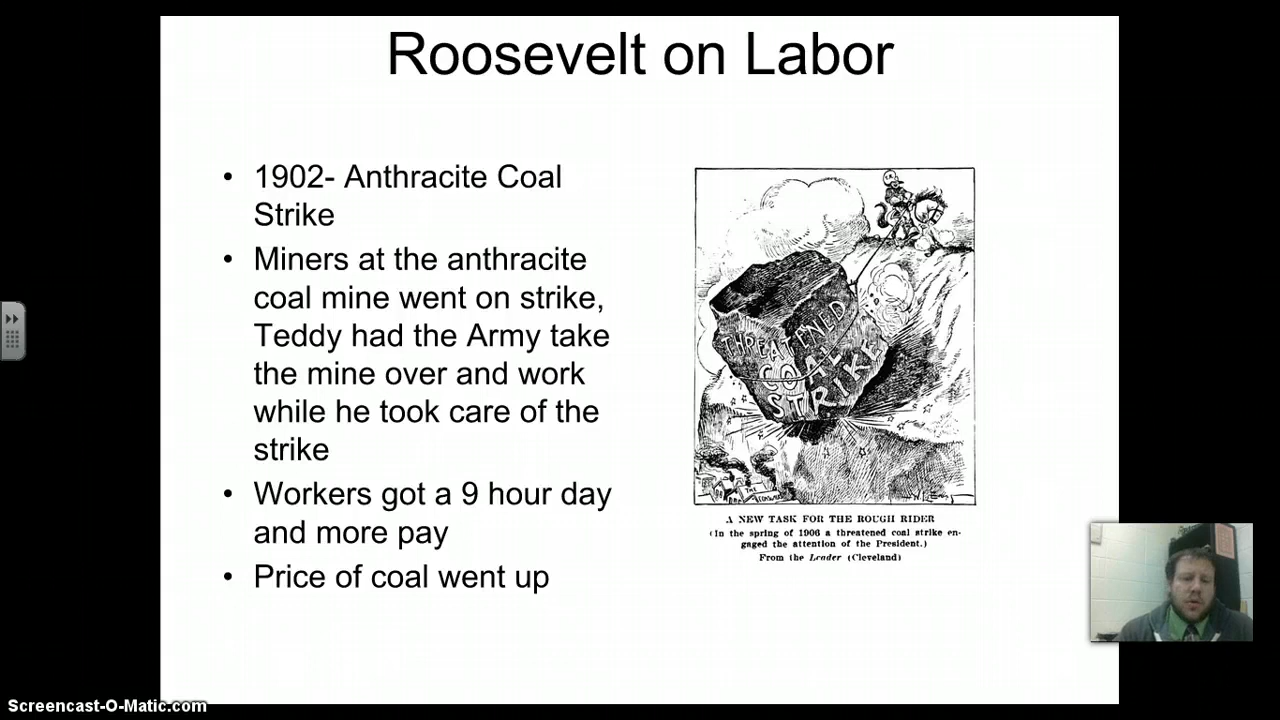 Roosevelt on Labor
• 1902- Anthracite Coal
Strike
• Miners at the anthracite
coal mine went on strike,
Teddy had the Army take
the mine over and work
while he took care of the
strike
• Workers got a 9 hour day
and more pay
• Price of coal went up
THREATENED
COAL
STRIKE
A NEW TASK FOR THE ROUGH RIDER
(In the spring of 1906 a threatened coal strike en-
gaged the attention of the President.)
From the Leader (Cleveland)
Screencast-O-Matic.com